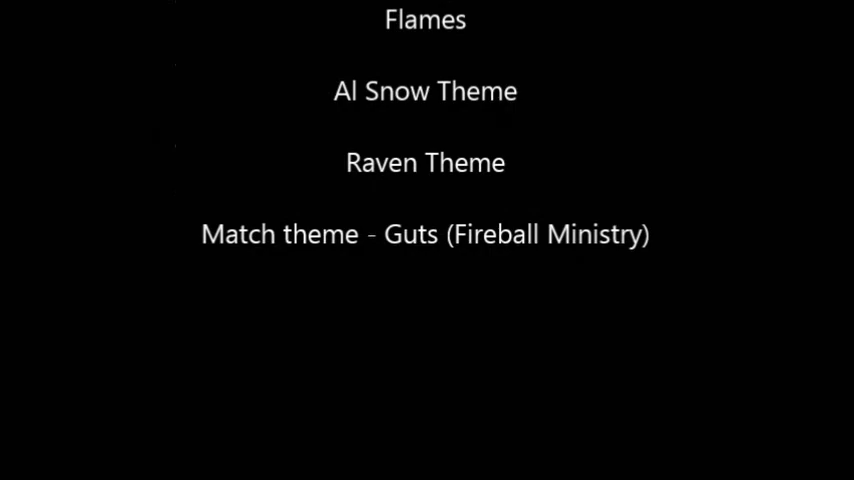 Flames
Al Snow Theme
Raven Theme
Match theme - Guts (Fireball Ministry)